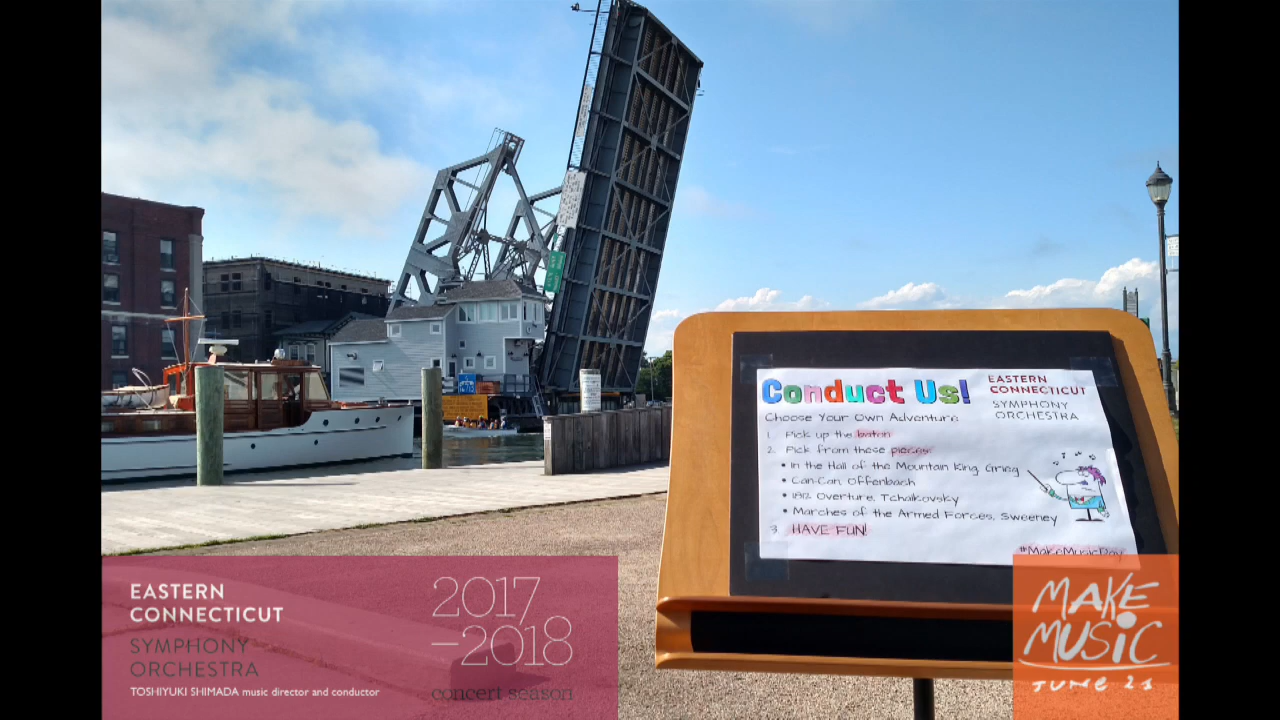 Conduct Us!
EASTERN
CONNECTICUT
SYMPHONY
ORCHESTRA
Choose Your Own Adventure:
1. Pick up the baton
2. Pick from these pieces:
• In the Hall of the Mountain King, Grieg
• Can-Can, Offenbach
• 1812 Overture, Tchaikovsky
• Marches of the Armed Forces, Sweeney
3. HAVE FUN!
#MakeMusicDay
EASTERN
CONNECTICUT
SYMPHONY
ORCHESTRA
TOSHIYUKI SHIMADA music director and conductor
2017
–2018
concert season
MAKE
MUSIC
JUNE 21